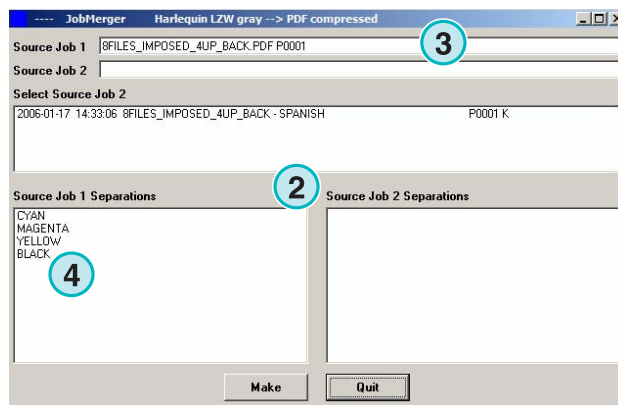 ---- JobMerger Harlequin LZW gray --> PDF compressed
Source Job 1 8FILES_IMPOSED_4UP_BACK.PDF P0001
3
Source Job 2
Select Source Job 2
2006-01-17 14:33:06 8FILES_IMPOSED_4UP_BACK - SPANISH P0001 K
2
Source Job 1 Separations Source Job 2 Separations
CYAN
MAGENTA
YELLOW
BLACK
4
Make Quit